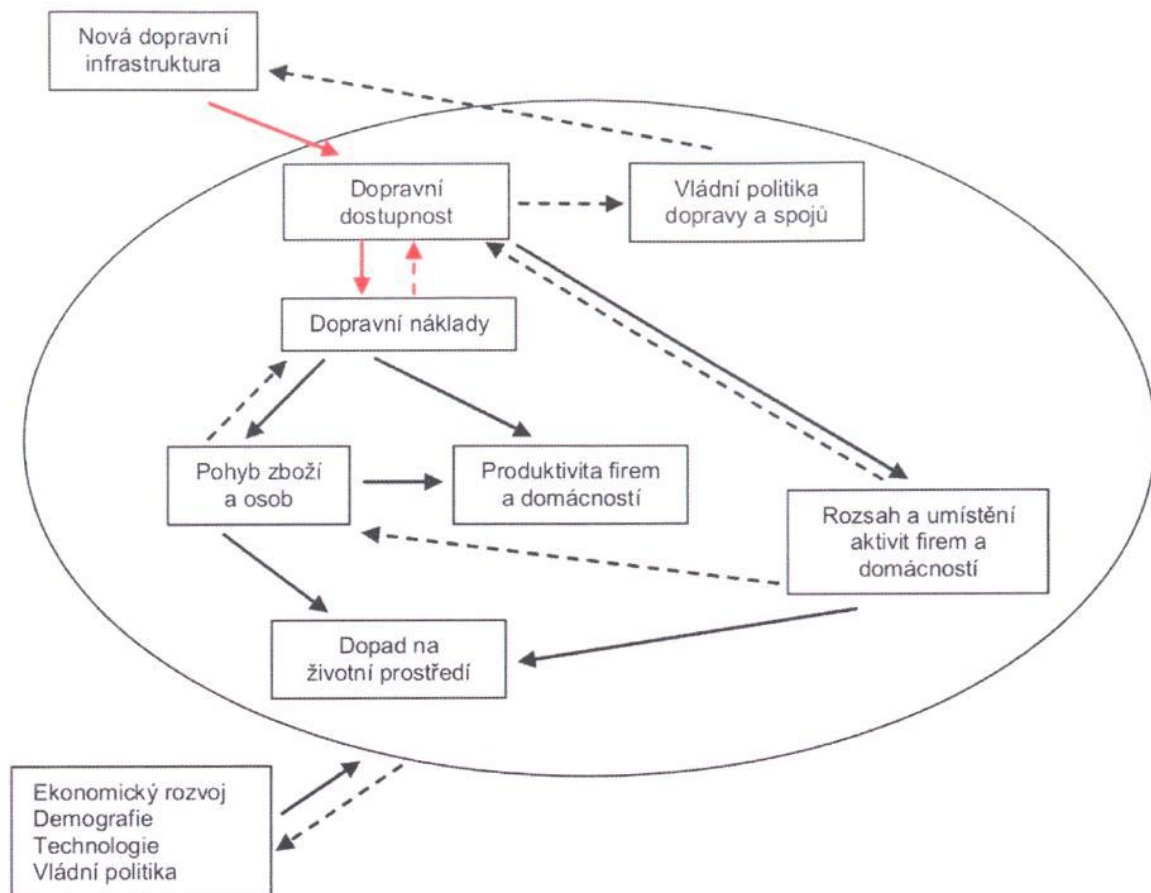 Nová dopravní
infrastruktura
Dopravní
dostupnost
Vládní politika
dopravy a spojů
Dopravní náklady
Pohyb zboží
a osob
Produktivita firem
a domácností
Rozsah a umístění
aktivit firem a
domácností
Dopad na
životní prostředí
Ekonomický rozvoj
Demografie
Technologie
Vládní politika